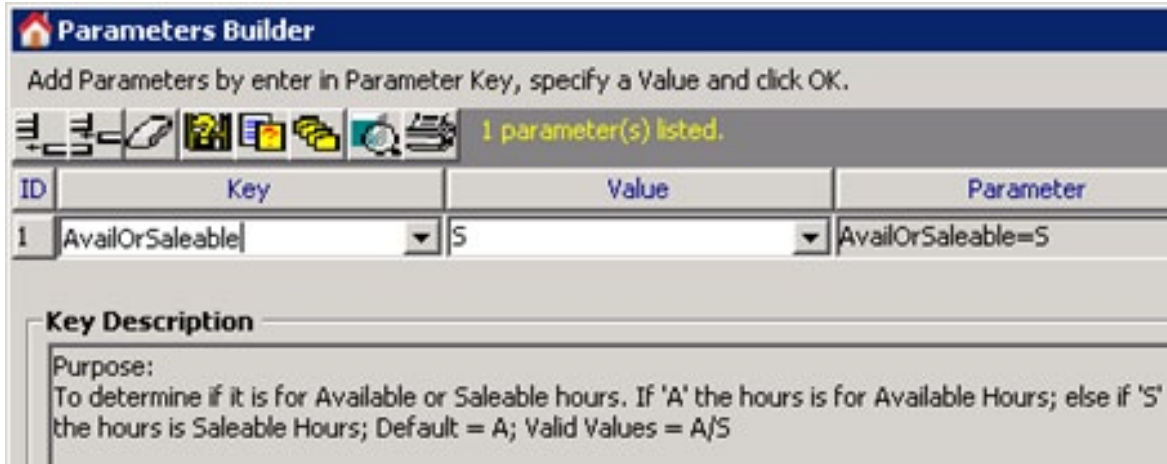 Parameters Builder
Add Parameters by enter in Parameter Key, specify a Value and click OK.
1 parameter(s) listed.
ID Key Value Parameter
1 AvailOrSaleable S AvailOrSaleable=S
Key Description
Purpose:
To determine if it is for Available or Saleable hours. If 'A' the hours is for Available Hours; else if 'S'
the hours is Saleable Hours; Default = A; Valid Values = A/S